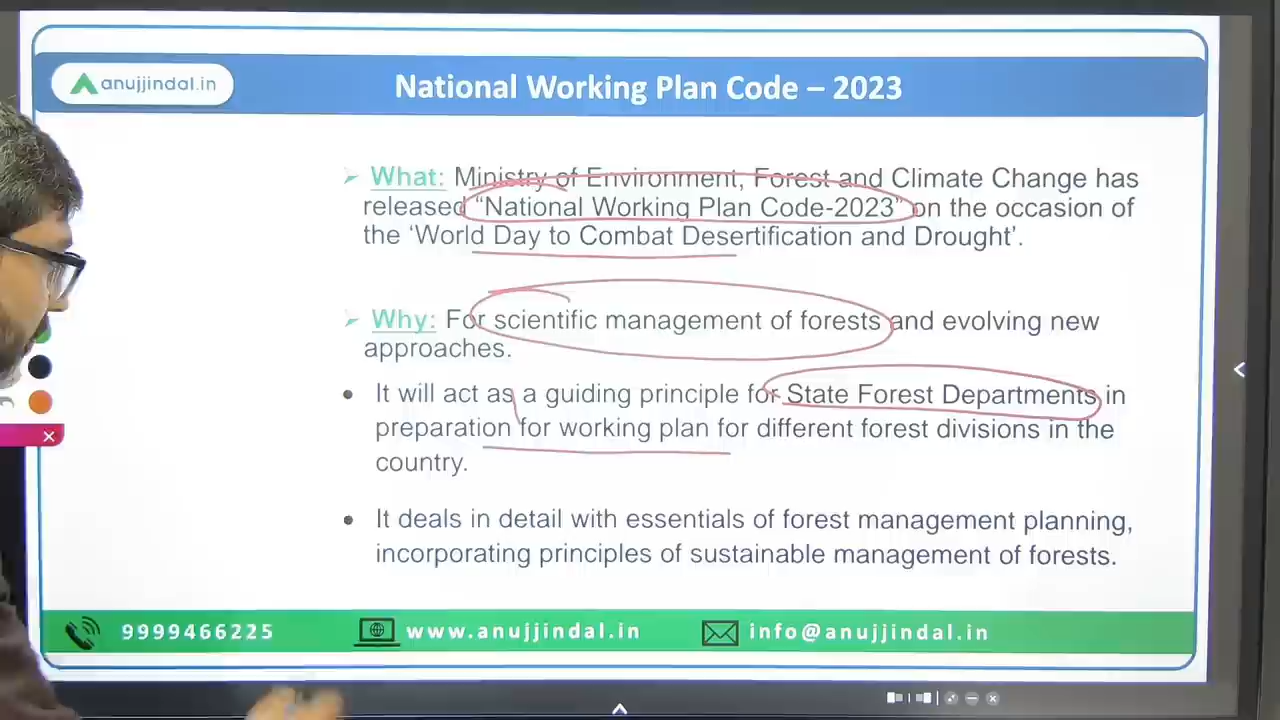 anujjindal.in
National Working Plan Code – 2023
What: Ministry of Environment, Forest and Climate Change has
released “National Working Plan Code-2023” on the occasion of
the ‘World Day to Combat Desertification and Drought’.
Why: For scientific management of forests and evolving new
approaches.
It will act as a guiding principle for State Forest Departments in
preparation for working plan for different forest divisions in the
country.
It deals in detail with essentials of forest management planning,
incorporating principles of sustainable management of forests.
9999466225 www.anujjindal.in info@anujjindal.in